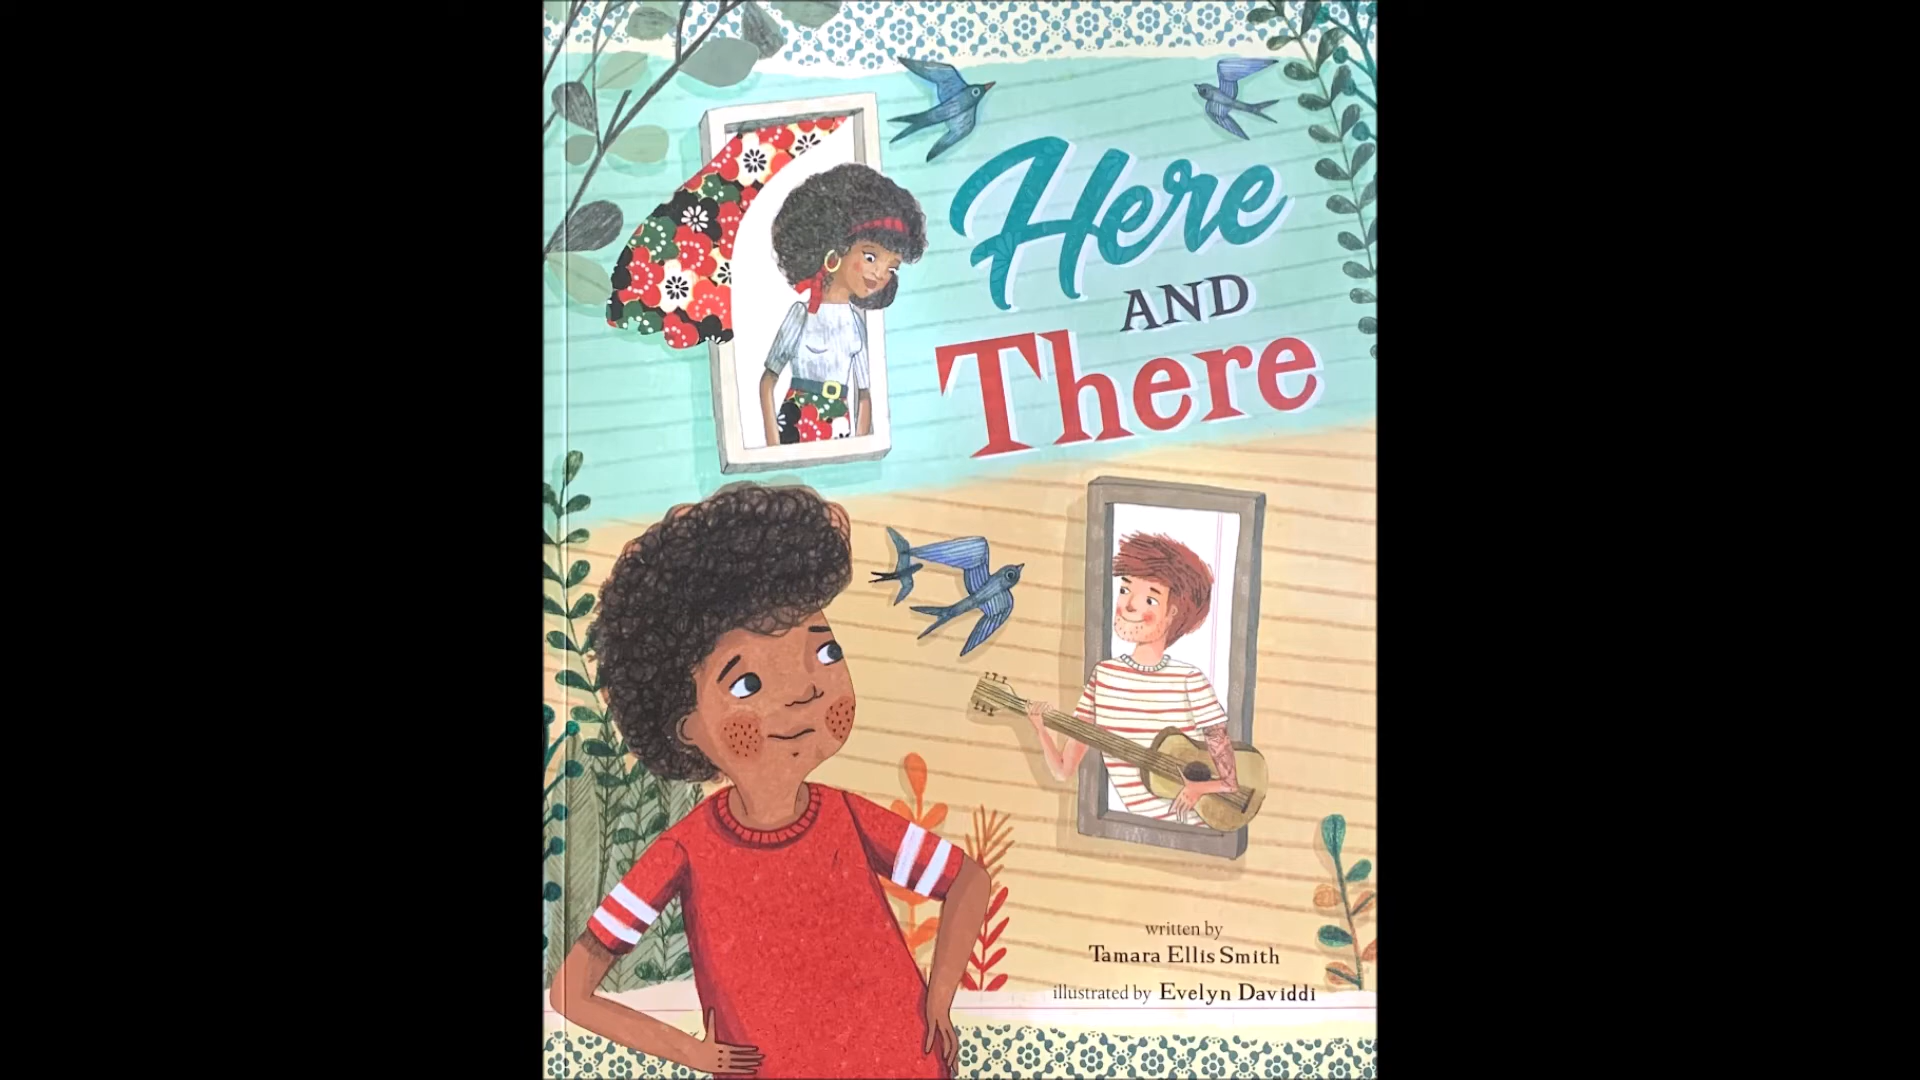 Here
AND
There
written by
Tamara Ellis Smith
illustrated by Evelyn Daviddi